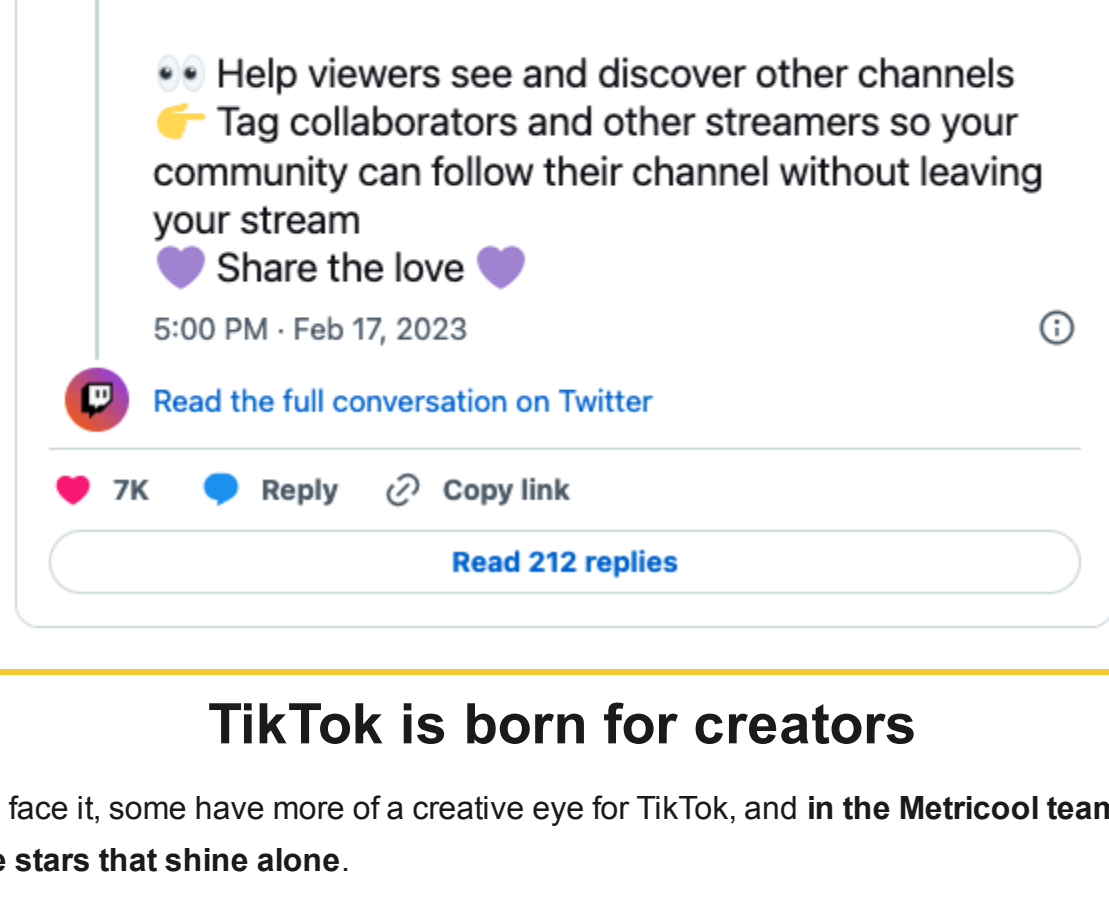 👀 Help viewers see and discover other channels
👉 Tag collaborators and other streamers so your
community can follow their channel without leaving
your stream
💜 Share the love 💜
5:00 PM · Feb 17, 2023
Read the full conversation on Twitter
7K Reply Copy link
Read 212 replies
TikTok is born for creators
face it, some have more of a creative eye for TikTok, and in the Metricool team
stars that shine alone.